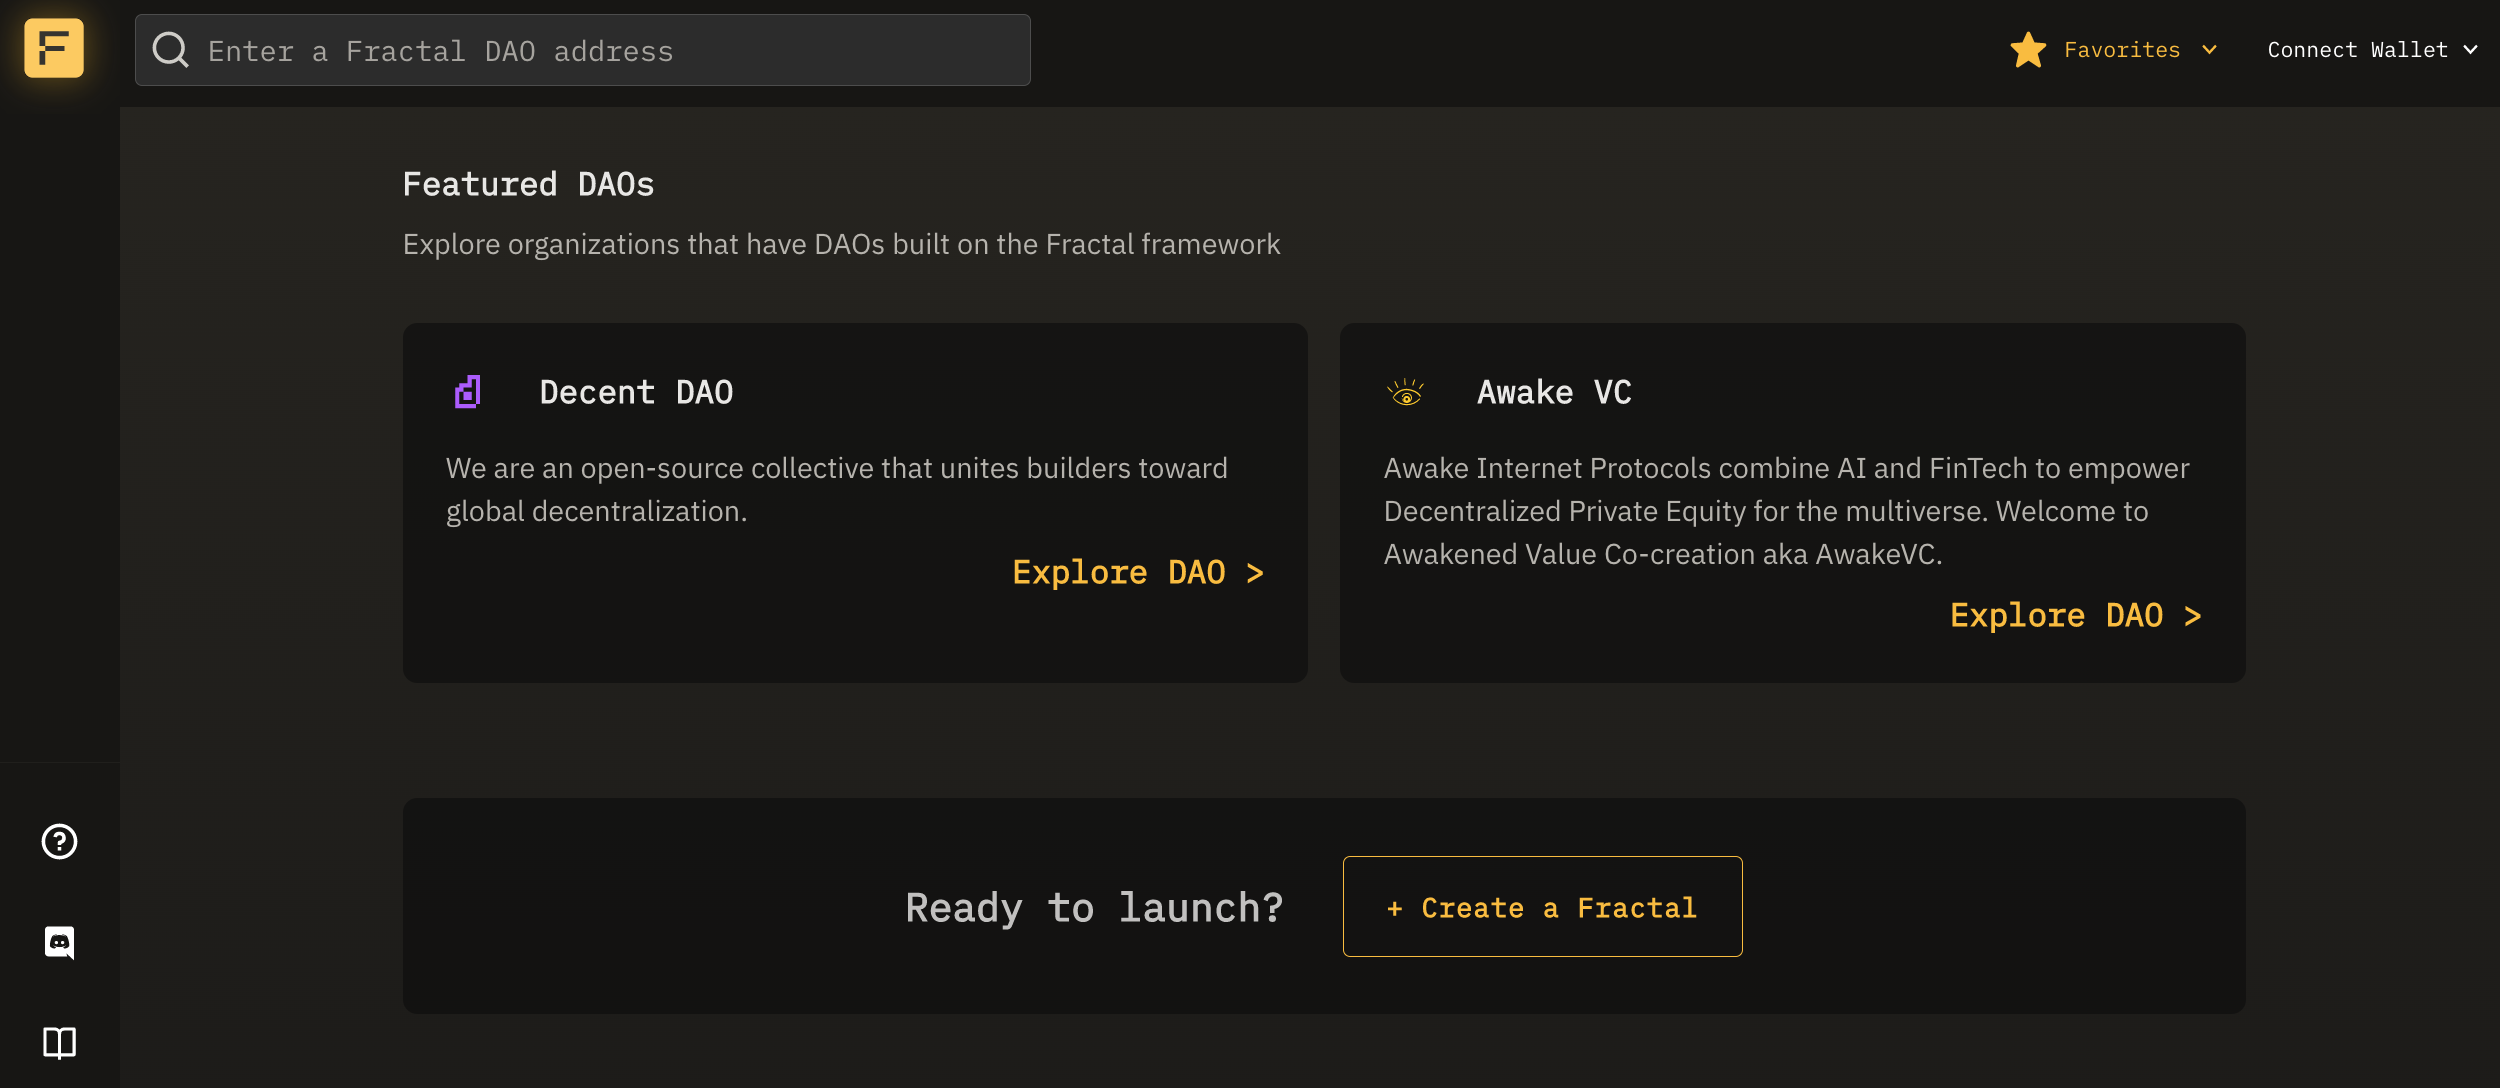 F
Enter a Fractal DAO address
Favorites
Connect Wallet
Featured DAOs
Explore organizations that have DAOs built on the Fractal framework
Decent DAO
We are an open-source collective that unites builders toward
global decentralization.
Explore DAO >
Awake VC
Awake Internet Protocols combine AI and FinTech to empower
Decentralized Private Equity for the multiverse. Welcome to
Awakened Value Co-creation aka AwakeVC.
Explore DAO >
Ready to launch?
+ Create a Fractal